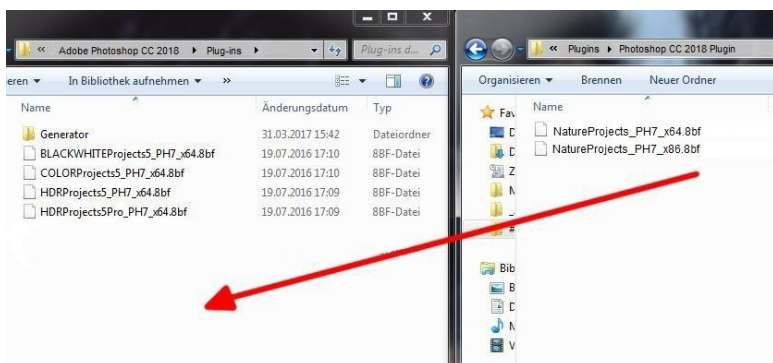 « Adobe Photoshop CC 2018 ▸ Plug-ins ▸
Plug-ins d...
eren ▾ In Bibliothek aufnehmen ▾ »
Name Änderungsdatum Typ
Generator 31.03.2017 15:42 Dateiordner
BLACKWHITEProjects5_PH7_x64.8bf 19.07.2016 17:10 8BF-Datei
COLORProjects5_PH7_x64.8bf 19.07.2016 17:10 8BF-Datei
HDRProjects5_PH7_x64.8bf 19.07.2016 17:09 8BF-Datei
HDRProjects5Pro_PH7_x64.8bf 19.07.2016 17:09 8BF-Datei
« Plugins ▸ Photoshop CC 2018 Plugin
Organisieren ▾ Brennen Neuer Ordner
Fav
D
D
Z
N
_
#
Bib
B
D
M
V
Name
NatureProjects_PH7_x64.8bf
NatureProjects_PH7_x86.8bf